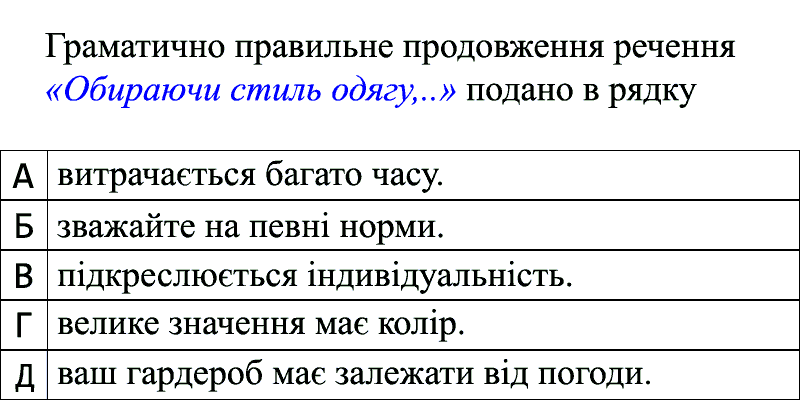 Граматично правильне продовження речення
«Обираючи стиль одягу,..» подано в рядку
А витрачається багато часу.
Б зважайте на певні норми.
В підкреслюється індивідуальність.
Г велике значення має колір.
Д ваш гардероб має залежати від погоди.